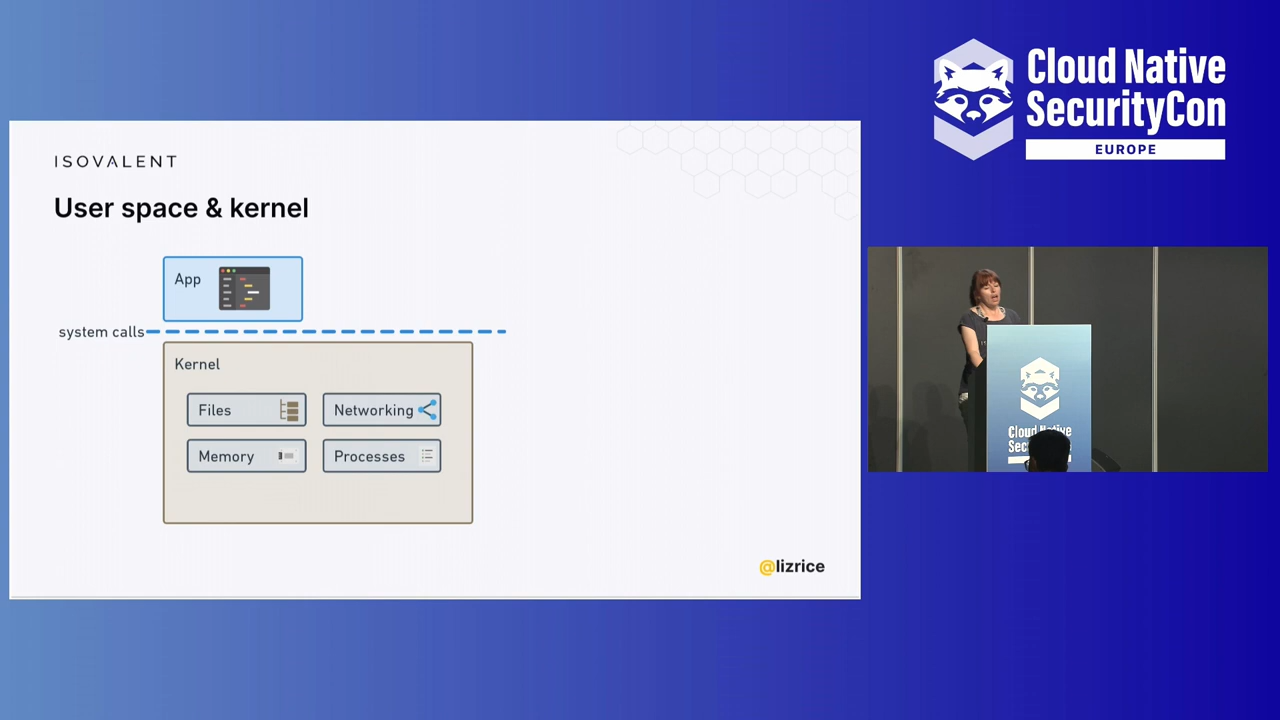 Cloud Native
SecurityCon
EUROPE
ISOVALENT
User space & kernel
App
system calls
Kernel
Files
Networking
Memory
Processes
@lizrice
Cloud Native